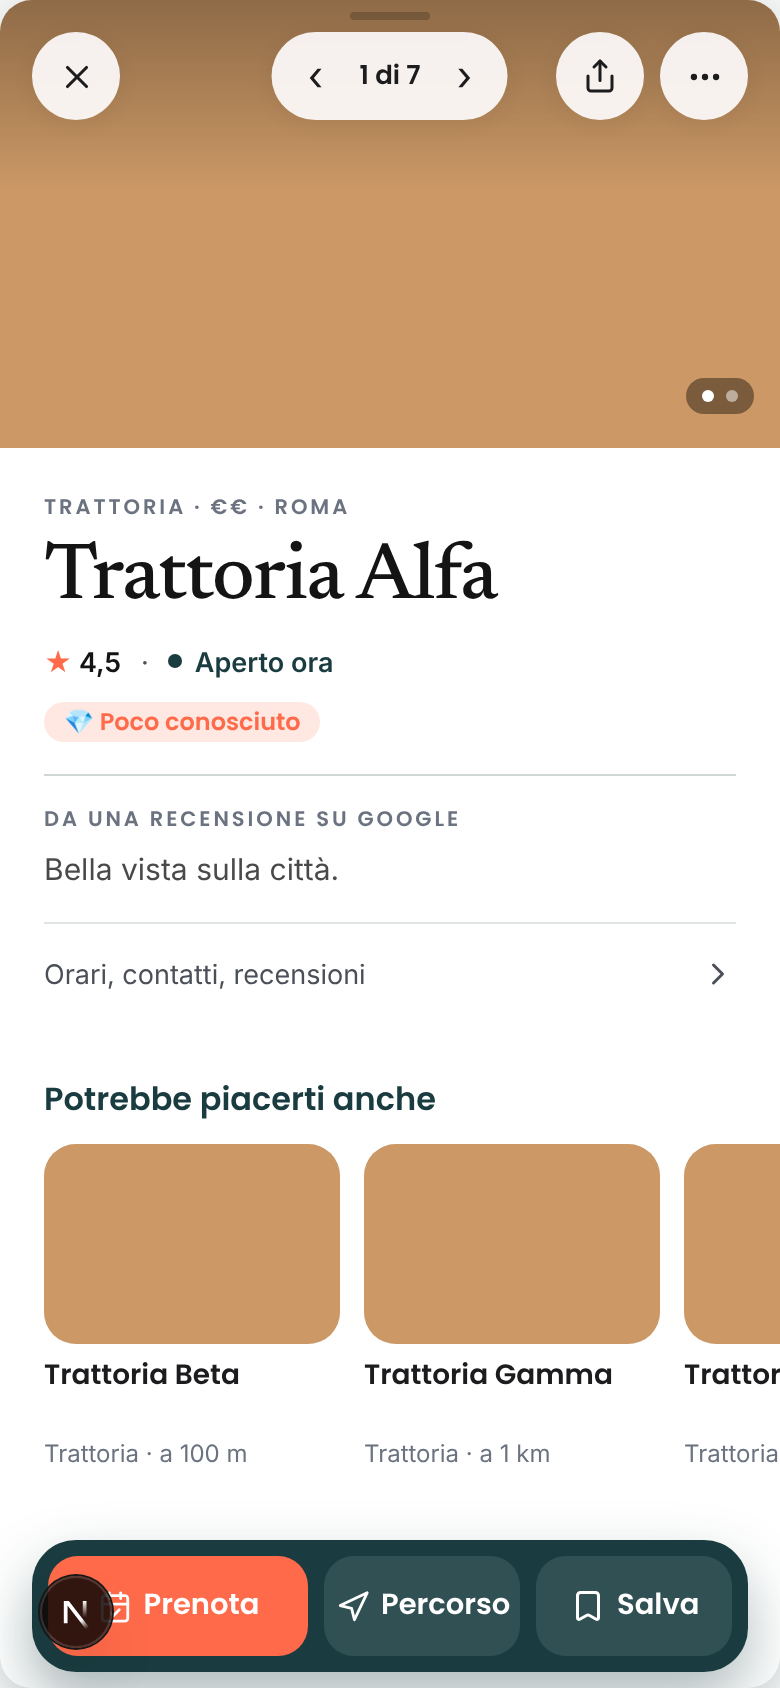 1 di 7
TRATTORIA · €€ · ROMA
Trattoria Alfa
★ 4,5 · Aperto ora
💎 Poco conosciuto
DA UNA RECENSIONE SU GOOGLE
Bella vista sulla città.
Orari, contatti, recensioni
Potrebbe piacerti anche
Trattoria Beta
Trattoria · a 100 m
Trattoria Gamma
Trattoria · a 1 km
Trattor
Trattoria
N
Prenota
Percorso
Salva